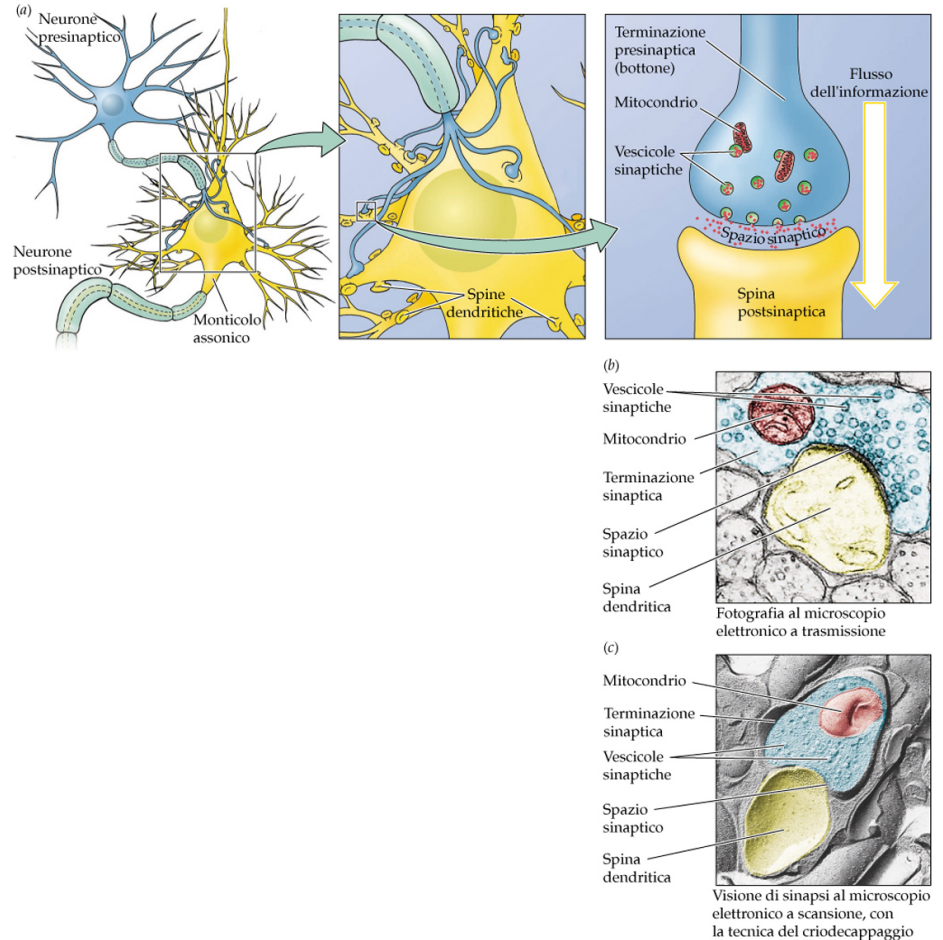 (a)
Neurone
presinaptico
Neurone
postsinaptico
Monticolo
assonico
Spine
dendritiche
Terminazione
presinaptica
(bottone)
Mitocondrio
Vescicole
sinaptiche
Flusso
dell'informazione
Spazio sinaptico
Spina
postsinaptica
(b)
Vescicole
sinaptiche
Mitocondrio
Terminazione
sinaptica
Spazio
sinaptico
Spina
dendritica
Fotografia al microscopio
elettronico a trasmissione
(c)
Mitocondrio
Terminazione
sinaptica
Vescicole
sinaptiche
Spazio
sinaptico
Spina
dendritica
Visione di sinapsi al microscopio
elettronico a scansione, con
la tecnica del criodecappaggio